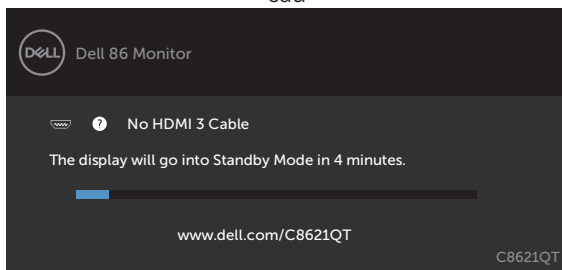 DELL Dell 86 Monitor
? No HDMI 3 Cable
The display will go into Standby Mode in 4 minutes.
www.dell.com/C8621QT
C8621QT